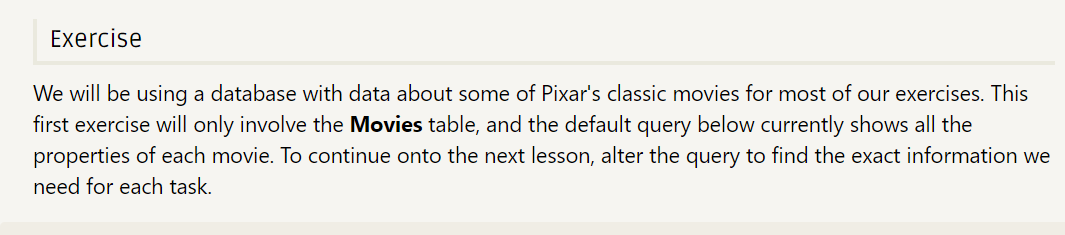 Exercise
We will be using a database with data about some of Pixar's classic movies for most of our exercises. This
first exercise will only involve the Movies table, and the default query below currently shows all the
properties of each movie. To continue onto the next lesson, alter the query to find the exact information we
need for each task.